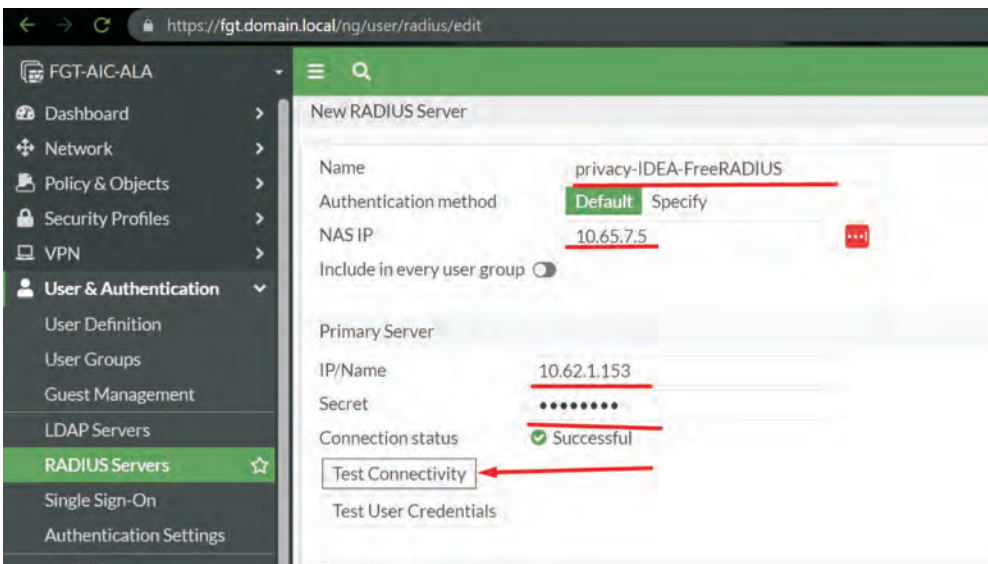 https://fgt.domain.local/ng/user/radius/edit
FGT-AIC-ALA
Dashboard
Network
Policy & Objects
Security Profiles
VPN
User & Authentication
User Definition
User Groups
Guest Management
LDAP Servers
RADIUS Servers
Single Sign-On
Authentication Settings
New RADIUS Server
Name privacy-IDEA-FreeRADIUS
Authentication method Default Specify
NAS IP 10.65.7.5
Include in every user group
Primary Server
IP/Name 10.62.1.153
Secret ••••••••
Connection status Successful
Test Connectivity
Test User Credentials